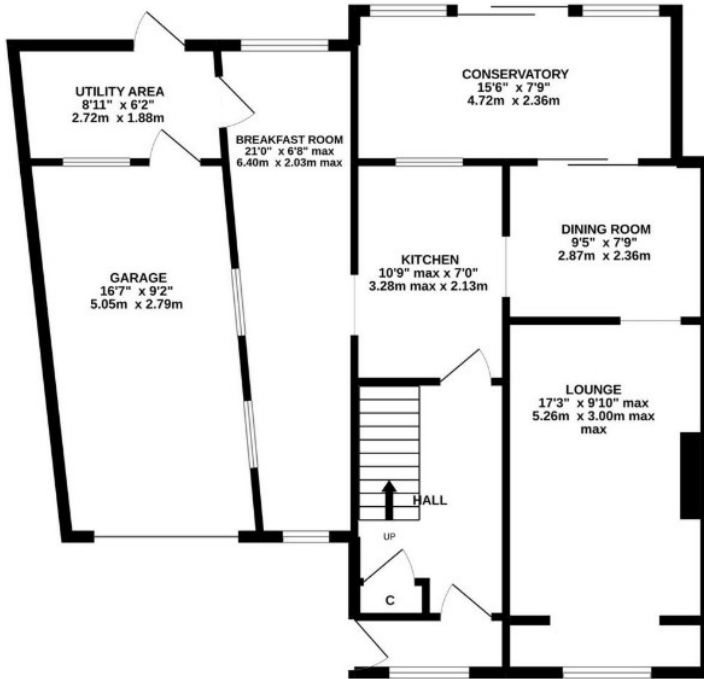 CONSERVATORY
15'6" x 7'9"
4.72m x 2.36m
UTILITY AREA
8'11" x 6'2"
2.72m x 1.88m
BREAKFAST ROOM
21'0" x 6'8" max
6.40m x 2.03m max
DINING ROOM
9'5" x 7'9"
2.87m x 2.36m
KITCHEN
10'9" max x 7'0"
3.28m max x 2.13m
GARAGE
16'7" x 9'2"
5.05m x 2.79m
LOUNGE
17'3" x 9'10" max
5.26m x 3.00m max
max
HALL
UP
C